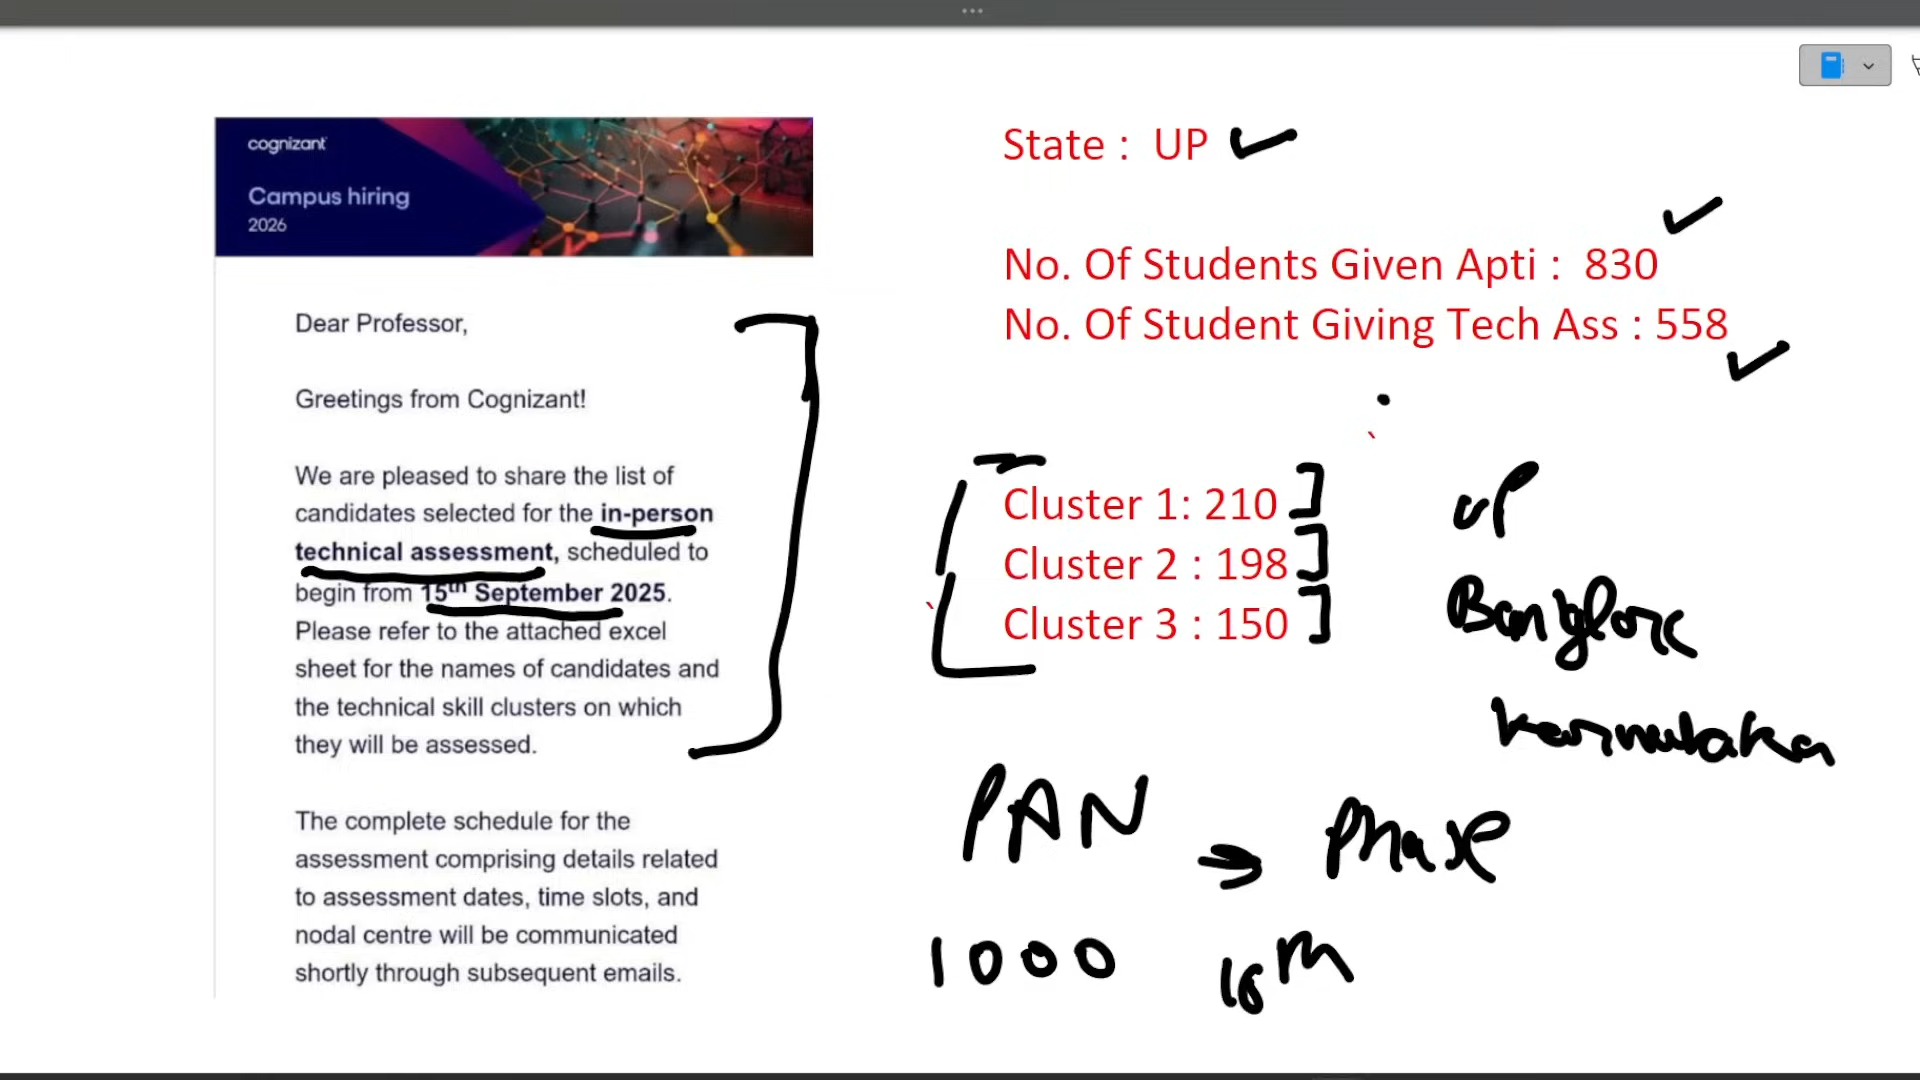 cognizant
Campus hiring
2026
Dear Professor,
Greetings from Cognizant!
We are pleased to share the list of
candidates selected for the in-person
technical assessment, scheduled to
begin from 15th September 2025.
Please refer to the attached excel
sheet for the names of candidates and
the technical skill clusters on which
they will be assessed.
The complete schedule for the
assessment comprising details related
to assessment dates, time slots, and
nodal centre will be communicated
shortly through subsequent emails.
State : UP
No. Of Students Given Apti : 830
No. Of Student Giving Tech Ass : 558
Cluster 1: 210
Cluster 2 : 198
Cluster 3 : 150
UP
Banglore
PAN → Phase
1000